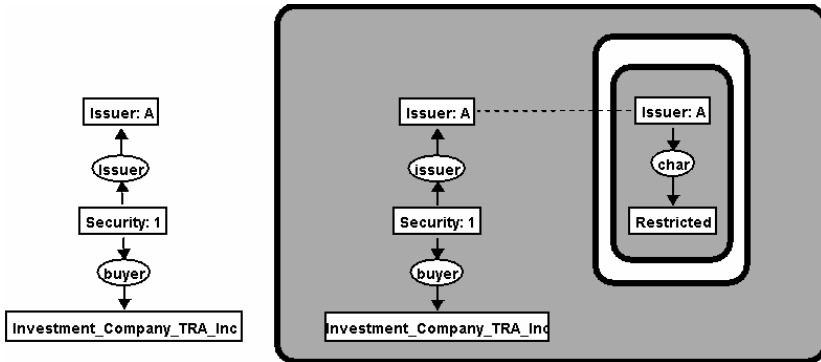 Issuer: A
Issuer
Security: 1
buyer
Investment_Company_TRA_Inc
Issuer: A
issuer
Security: 1
buyer
Investment_Company_TRA_Inc
Issuer: A
char
Restricted